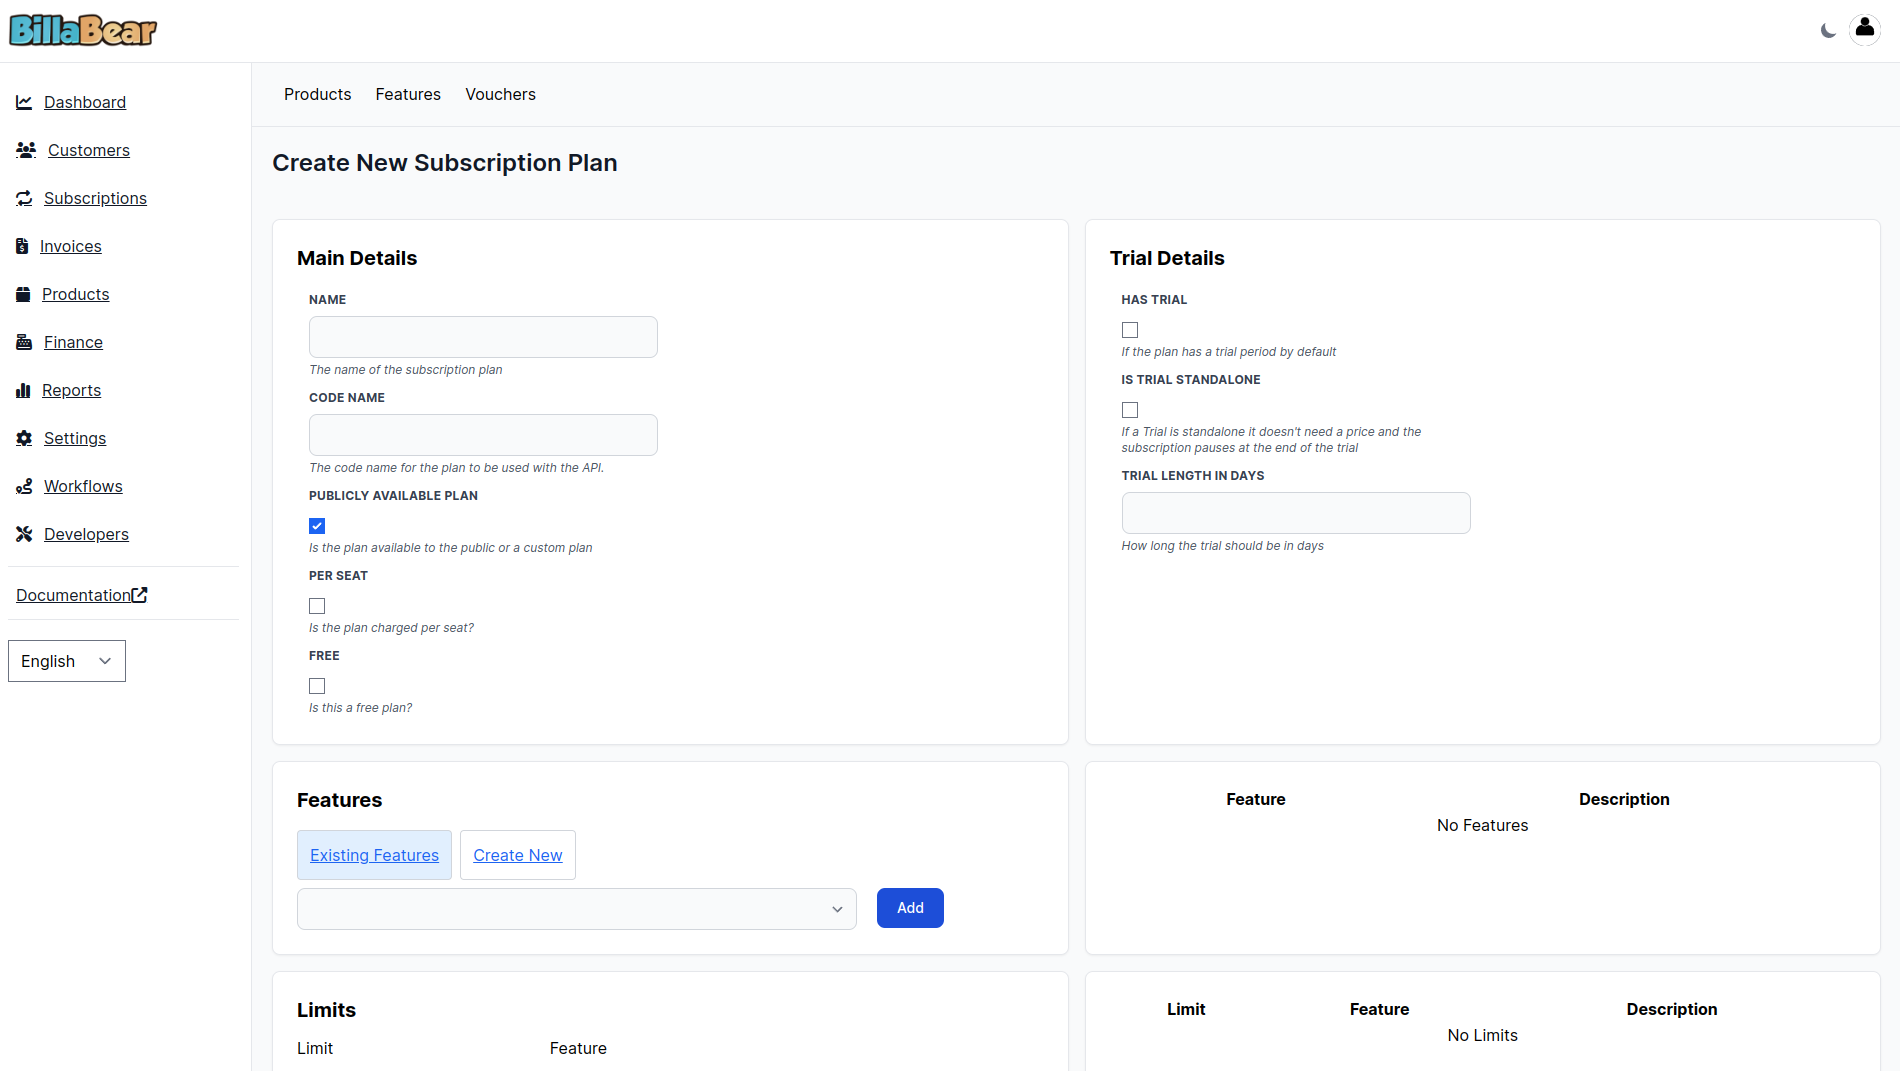 BillaBear
Dashboard
Customers
Subscriptions
Invoices
Products
Finance
Reports
Settings
Workflows
Developers
Documentation
English
Products Features Vouchers
Create New Subscription Plan
Main Details
NAME
The name of the subscription plan
CODE NAME
The code name for the plan to be used with the API.
PUBLICLY AVAILABLE PLAN
Is the plan available to the public or a custom plan
PER SEAT
Is the plan charged per seat?
FREE
Is this a free plan?
Trial Details
HAS TRIAL
If the plan has a trial period by default
IS TRIAL STANDALONE
If a Trial is standalone it doesn't need a price and the
subscription pauses at the end of the trial
TRIAL LENGTH IN DAYS
How long the trial should be in days
Features
Existing Features Create New
Add
Feature Description
No Features
Limits
Limit Feature
Limit Feature Description
No Limits